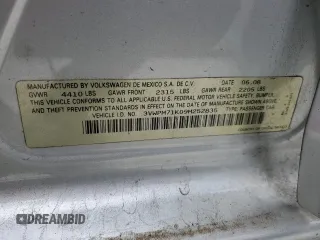 MANUFACTURED BY VOLKSWAGEN DE MEXICO S.A. DE C.V. DATE 06.08
GVWR 4410 LBS GAWR FRONT 2315 LBS GAWR REAR 2205 LBS
THIS VEHICLE CONFORMS TO ALL APPLICABLE U.S. FEDERAL MOTOR VEHICLE SAFETY, BUMPER,
AND THEFT PREVENTION STANDARDS IN EFFECT ON THE DATE OF MANUFACTURE SHOWN ABOVE.
VEHICLE IDENT. NO.: TYPE: PASSENGER CAR
DREAMBID